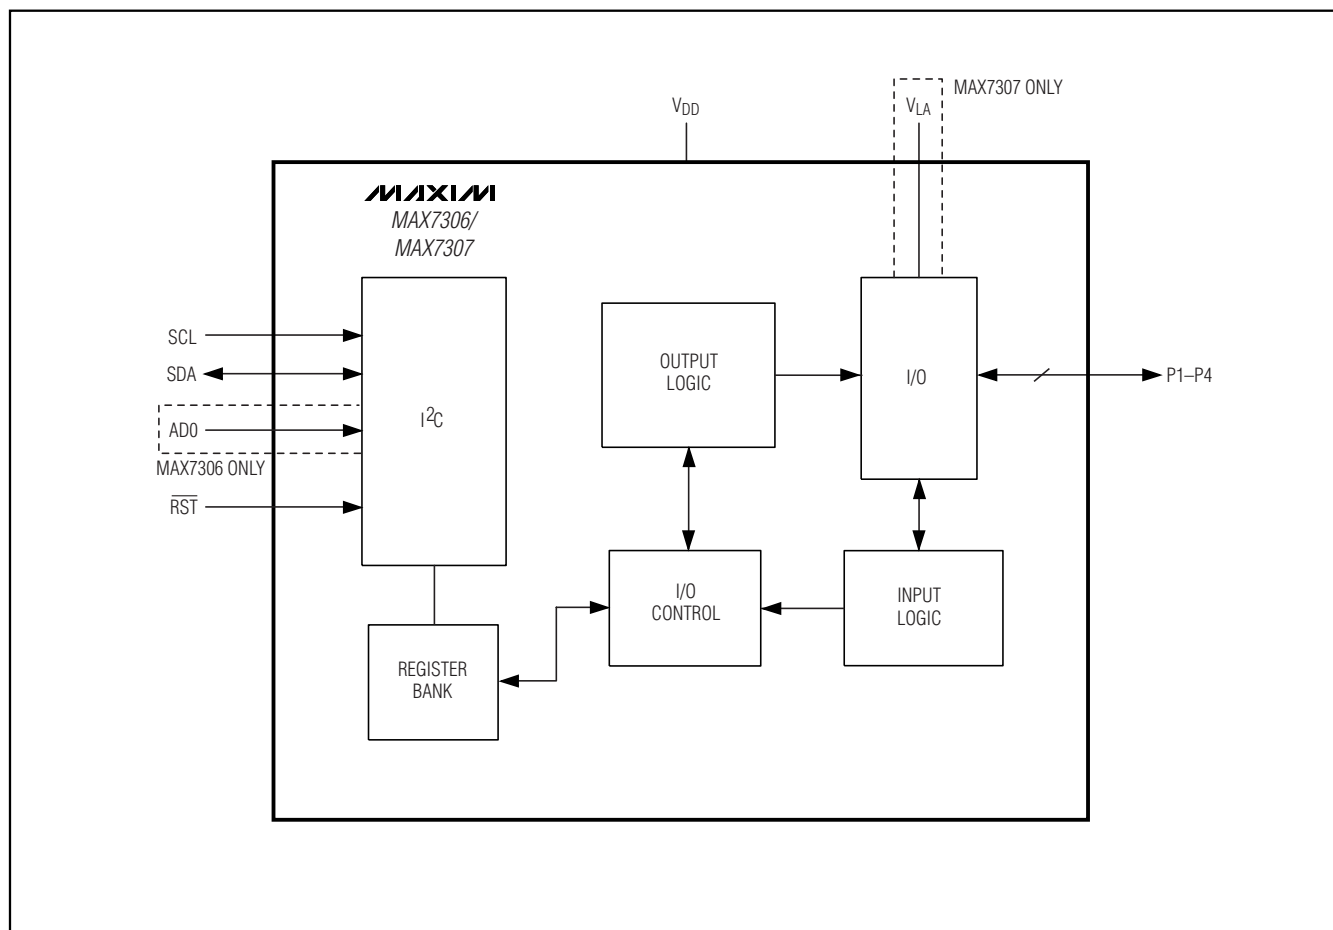 MAX7307 ONLY
VDD
VLA
MAXIM
MAX7306/
MAX7307
SCL
SDA
AD0
MAX7306 ONLY
R̅S̅T̅
I²C
OUTPUT
LOGIC
I/O
P1–P4
I/O
CONTROL
INPUT
LOGIC
REGISTER
BANK